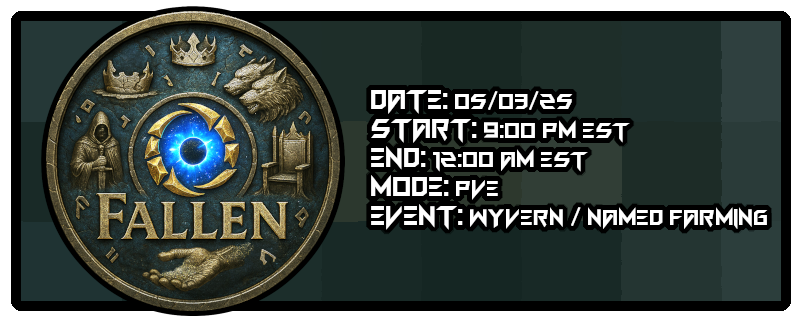 FALLEN
DATE: 05/03/25
START: 9:00 PM EST
END: 12:00 AM EST
MODE: PVE
EVENT: WYVERN / NAMED FARMING